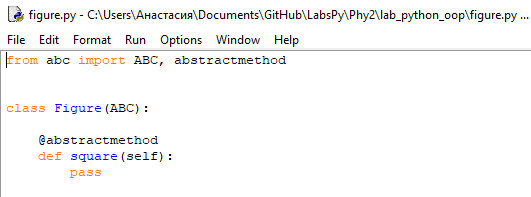 figure.py - C:\Users\Анастасия\Documents\GitHub\LabsPy\Phy2\lab_python_oop\figure.py ...
File Edit Format Run Options Window Help
from abc import ABC, abstractmethod
class Figure(ABC):
    @abstractmethod
    def square(self):
        pass